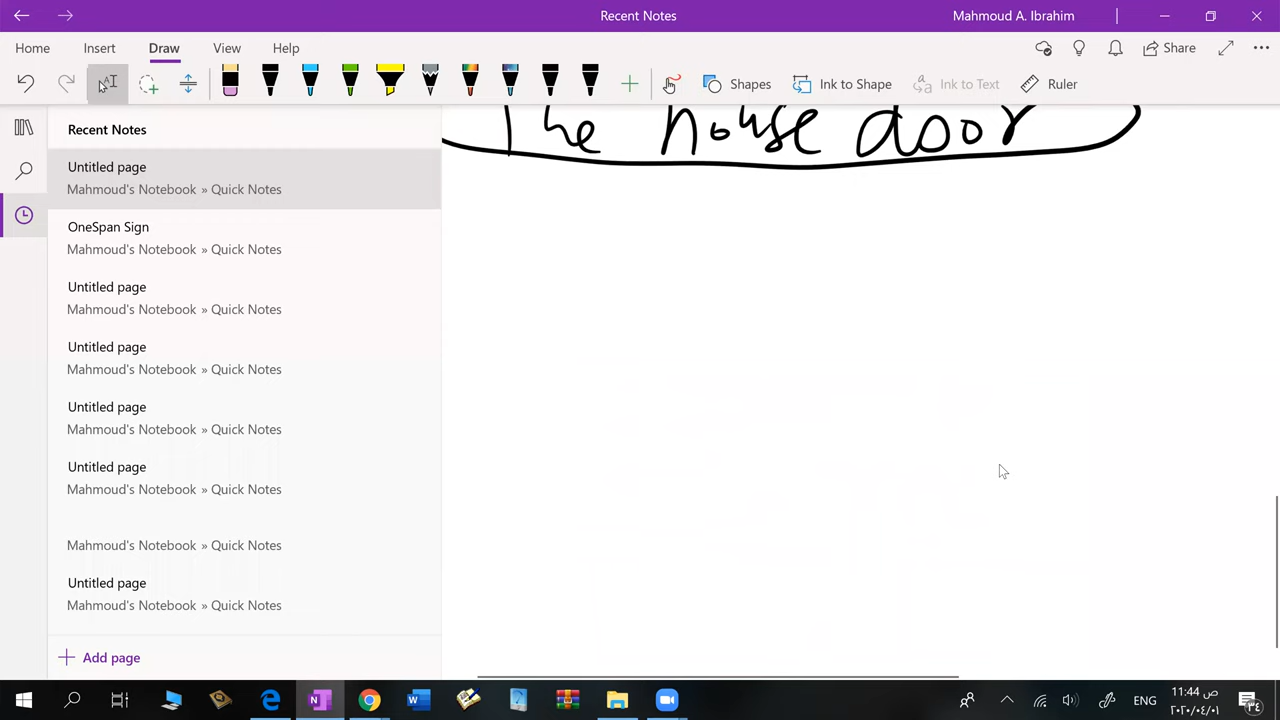 Recent Notes
Mahmoud A. Ibrahim
Home Insert Draw View Help
Share
Shapes
Ink to Shape
Ink to Text
Ruler
The house door
Recent Notes
Untitled page
Mahmoud's Notebook » Quick Notes
OneSpan Sign
Mahmoud's Notebook » Quick Notes
Untitled page
Mahmoud's Notebook » Quick Notes
Untitled page
Mahmoud's Notebook » Quick Notes
Untitled page
Mahmoud's Notebook » Quick Notes
Untitled page
Mahmoud's Notebook » Quick Notes
Mahmoud's Notebook » Quick Notes
Untitled page
Mahmoud's Notebook » Quick Notes
Add page
ENG
11:44 ص
٢٠٢٠/٠٤/٠١
٣٤